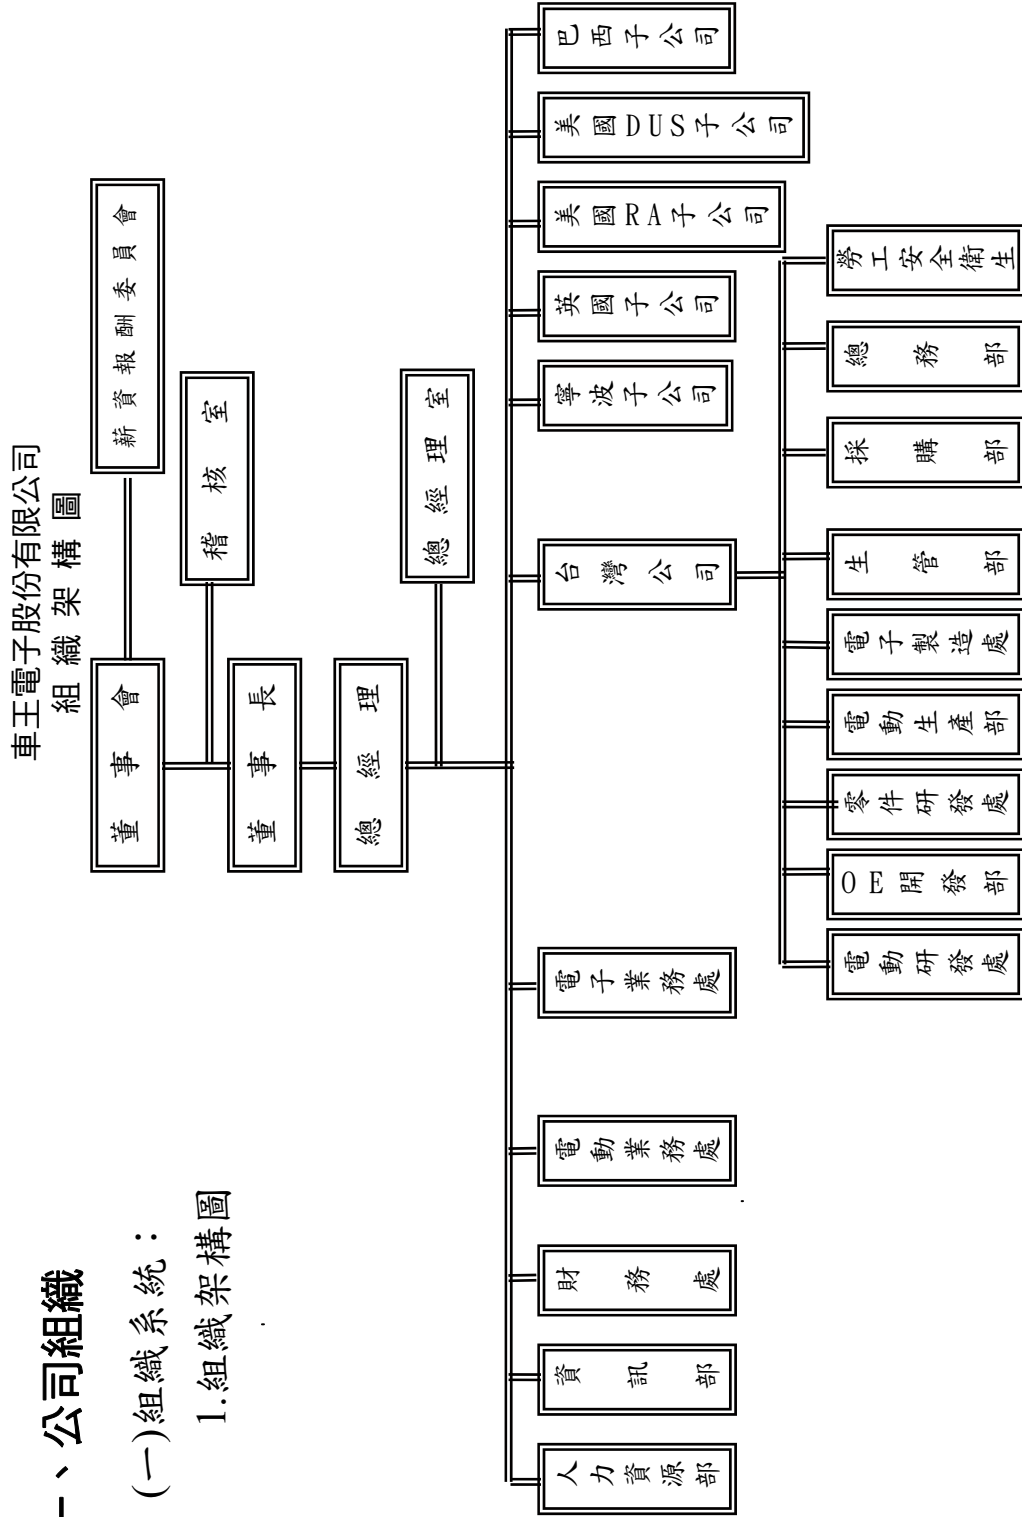 一、公司組織
(一)組織系統：
1.組織架構圖
車王電子股份有限公司
組織架構圖
董事會
薪資報酬委員會
稽核室
董事長
總經理
總經理室
人力資源部
資訊部
財務處
電動業務處
電子業務處
台灣公司
寧波子公司
英國子公司
美國RA子公司
美國DUS子公司
巴西子公司
電動研發處
OE開發部
零件研發處
電動生產部
電子製造處
生管部
採購部
總務部
勞工安全衛生